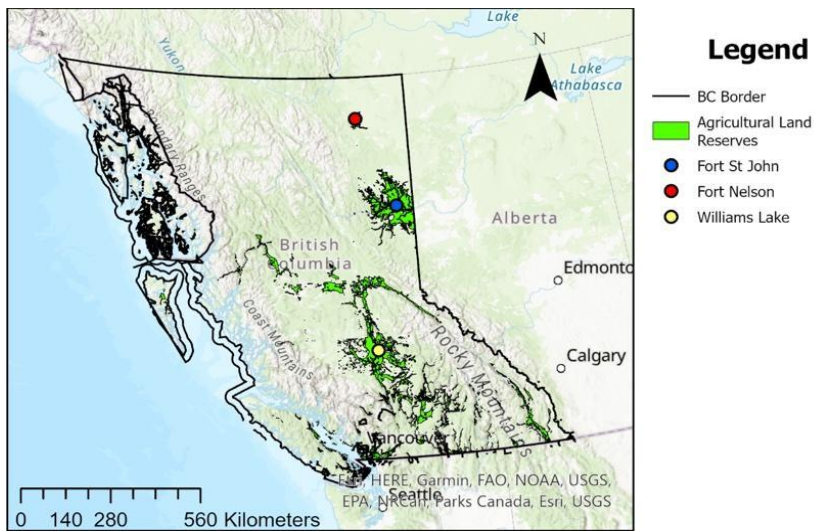 Lake
Yukon
N
Lake
Athabasca
Ranges
Alberta
British
Columbia
Edmonto
Coast Mountains
Rocky Mountains
Calgary
Vancouver
HERE, Garmin, FAO, NOAA, USGS,
Seattle
EPA, NRCan, Parks Canada, Esri, USGS
0 140 280 560 Kilometers
Legend
BC Border
Agricultural Land
Reserves
Fort St John
Fort Nelson
Williams Lake